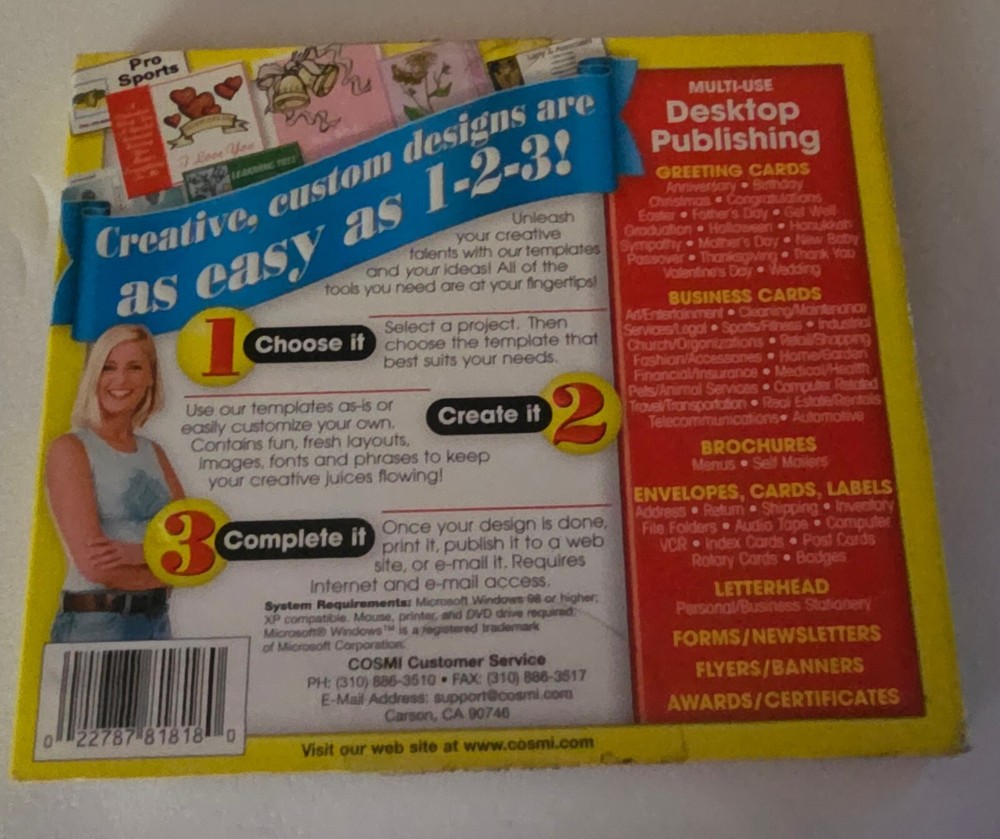 Pro
Sports
I Love You
LEARNING TREE
Creative, custom designs are
as easy as 1-2-3!
Unleash
your creative
talents with our templates
and your ideas! All of the
tools you need are at your fingertips!
1 Choose it
Select a project. Then
choose the template that
best suits your needs.
Create it 2
Use our templates as-is or
easily customize your own.
Contains fun, fresh layouts,
images, fonts and phrases to keep
your creative juices flowing!
3 Complete it
Once your design is done,
print it, publish it to a web
site, or e-mail it. Requires
Internet and e-mail access.
System Requirements: Microsoft Windows 98 or higher;
XP compatible. Mouse, printer, and DVD drive required.
Microsoft® Windows™ is a registered trademark
of Microsoft Corporation.
COSMI Customer Service
PH: (310) 886-3510 • FAX: (310) 886-3517
E-Mail Address: support@cosmi.com
Carson, CA 90746
0 22787 81818 0
Visit our web site at www.cosmi.com
MULTI-USE
Desktop
Publishing
GREETING CARDS
Anniversary • Birthday
Christmas • Congratulations
Easter • Father's Day • Get Well
Graduation • Halloween • Hanukkah
Sympathy • Mother's Day • New Baby
Passover • Thanksgiving • Thank You
Valentine's Day • Wedding
BUSINESS CARDS
Art/Entertainment • Cleaning/Maintenance
Services/Legal • Sports/Fitness • Industrial
Church/Organizations • Retail/Shopping
Fashion/Accessories • Home/Garden
Financial/Insurance • Medical/Health
Pets/Animal Services • Computer Related
Travel/Transportation • Real Estate/Rentals
Telecommunications • Automotive
BROCHURES
Menus • Self Mailers
ENVELOPES, CARDS, LABELS
Address • Return • Shipping • Inventory
File Folders • Audio Tape • Computer
VCR • Index Cards • Post Cards
Rotary Cards • Badges
LETTERHEAD
Personal/Business Stationery
FORMS/NEWSLETTERS
FLYERS/BANNERS
AWARDS/CERTIFICATES